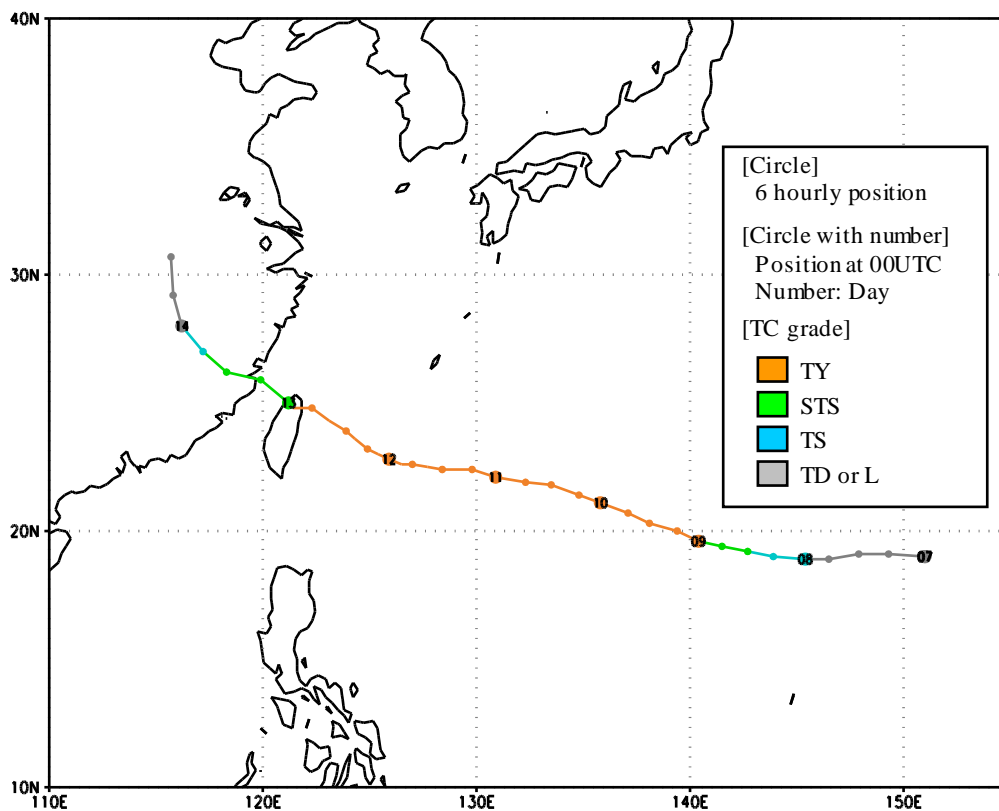 40N
[Circle]
6 hourly position
[Circle with number]
Position at 00UTC
Number: Day
[TC grade]
TY
STS
TS
TD or L
30N
14
13
12
11
10
09
08
07
20N
10N
110E
120E
130E
140E
150E